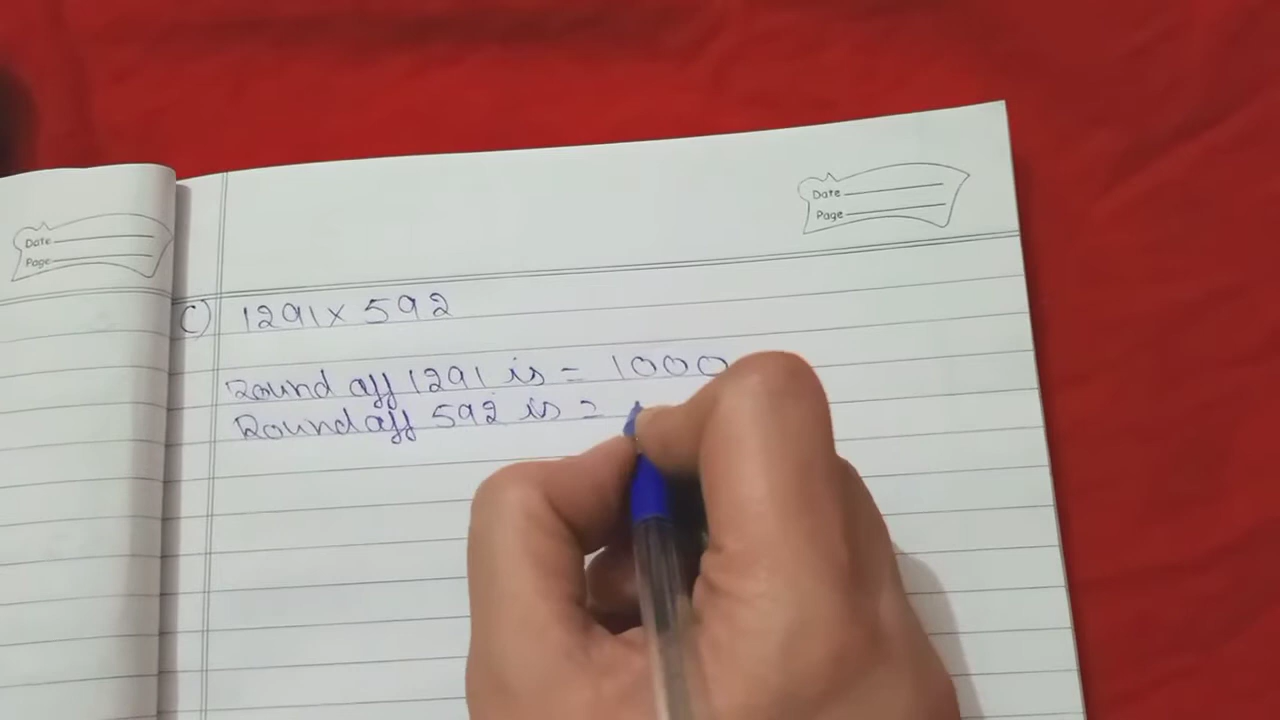 Date
Page
Date
Page
C) 1291 x 592
Round off 1291 is = 1000
Round off 592 is =